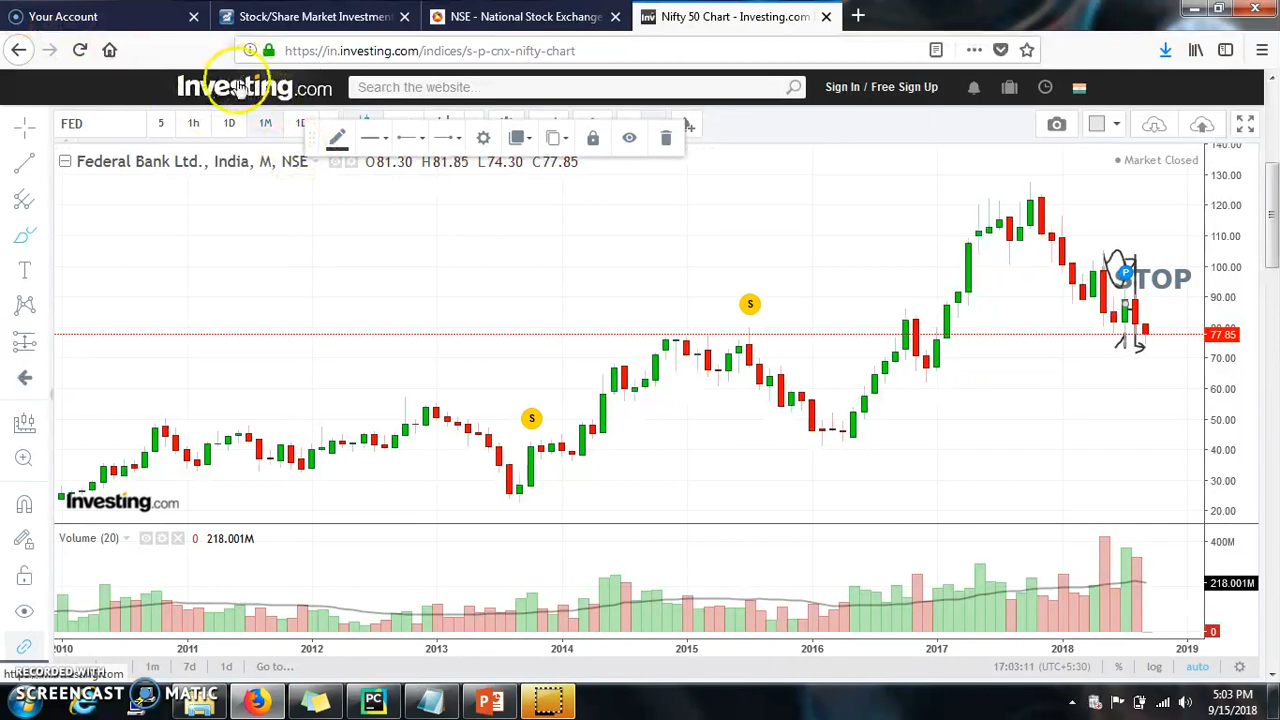 Your Account
Stock/Share Market Investment
NSE - National Stock Exchange
Nifty 50 Chart - Investing.com
https://in.investing.com/indices/s-p-cnx-nifty-chart
Investing.com
Search the website...
Sign In / Free Sign Up
FED
5
1h
1D
1M
Federal Bank Ltd., India, M, NSE
O81.30 H81.85 L74.30 C77.85
Market Closed
140.00
130.00
120.00
110.00
100.00
90.00
80.00
77.85
70.00
60.00
50.00
40.00
30.00
20.00
S
S
P
STOP
Investing.com
Volume (20)
0
218.001M
400M
218.001M
0
2010
2011
2012
2013
2014
2015
2016
2017
2018
2019
1m
7d
1d
Go to...
17:03:11 (UTC+5:30)
%
log
auto
RECORDED WITH
SCREENCAST MATIC
5:03 PM
9/15/2018